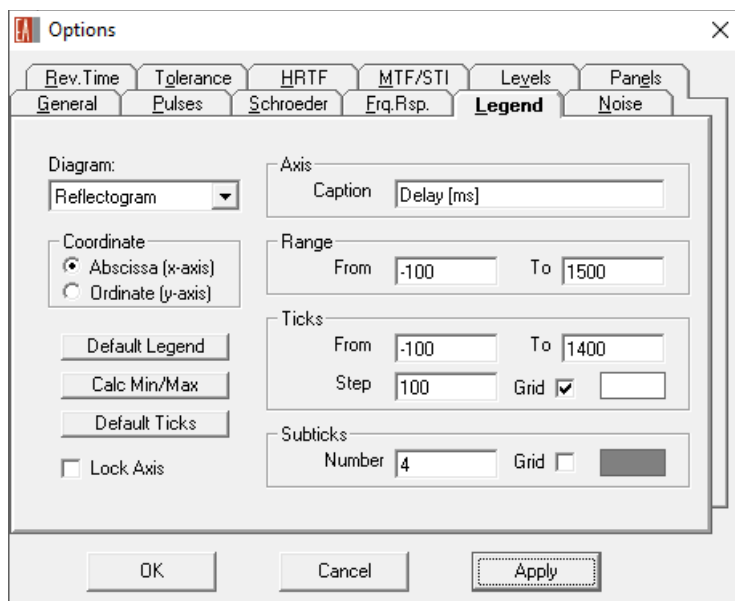 EA Options
Rev.Time Tolerance HRTF MTF/STI Levels Panels
General Pulses Schroeder Frq.Rsp. Legend Noise
Diagram:
Reflectogram
Coordinate
Abscissa (x-axis)
Ordinate (y-axis)
Default Legend
Calc Min/Max
Default Ticks
Lock Axis
Axis
Caption Delay [ms]
Range
From -100 To 1500
Ticks
From -100 To 1400
Step 100 Grid
Subticks
Number 4 Grid
OK Cancel Apply